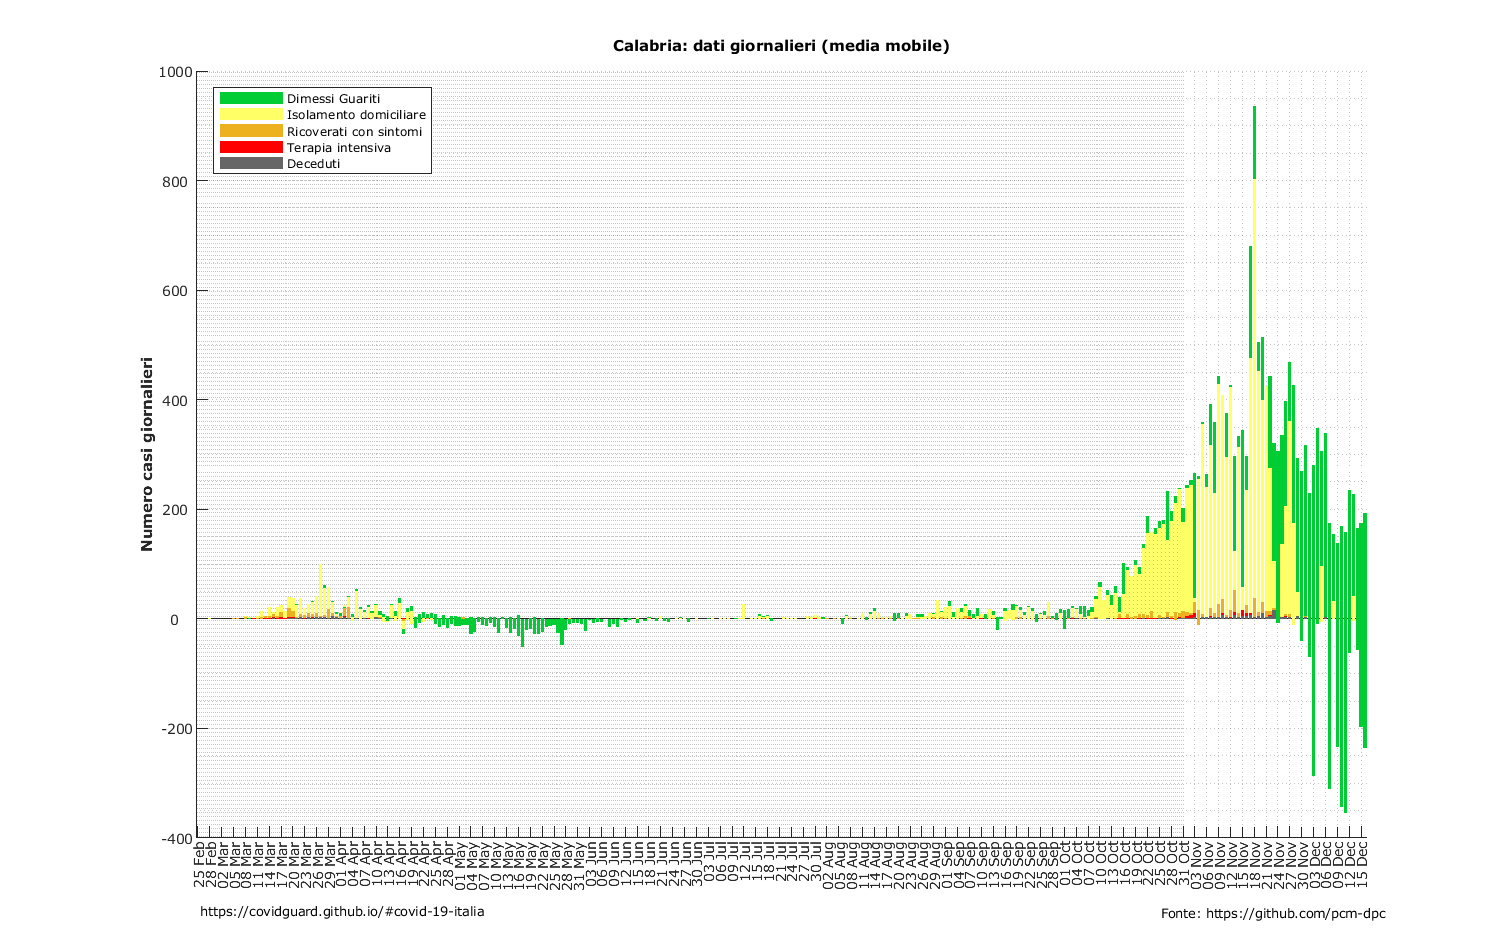 Calabria: dati giornalieri (media mobile)
1000
800
600
400
200
0
-200
-400
Numero casi giornalieri
Dimessi Guariti
Isolamento domiciliare
Ricoverati con sintomi
Terapia intensiva
Deceduti
25 Feb
28 Feb
02 Mar
05 Mar
08 Mar
11 Mar
14 Mar
17 Mar
20 Mar
23 Mar
26 Mar
29 Mar
01 Apr
04 Apr
07 Apr
10 Apr
13 Apr
16 Apr
19 Apr
22 Apr
25 Apr
28 Apr
01 May
04 May
07 May
10 May
13 May
16 May
19 May
22 May
25 May
28 May
31 May
03 Jun
06 Jun
09 Jun
12 Jun
15 Jun
18 Jun
21 Jun
24 Jun
27 Jun
30 Jun
03 Jul
06 Jul
09 Jul
12 Jul
15 Jul
18 Jul
21 Jul
24 Jul
27 Jul
30 Jul
02 Aug
05 Aug
08 Aug
11 Aug
14 Aug
17 Aug
20 Aug
23 Aug
26 Aug
29 Aug
01 Sep
04 Sep
07 Sep
10 Sep
13 Sep
16 Sep
19 Sep
22 Sep
25 Sep
28 Sep
01 Oct
04 Oct
07 Oct
10 Oct
13 Oct
16 Oct
19 Oct
22 Oct
25 Oct
28 Oct
31 Oct
03 Nov
06 Nov
09 Nov
12 Nov
15 Nov
18 Nov
21 Nov
24 Nov
27 Nov
30 Nov
03 Dec
06 Dec
09 Dec
12 Dec
15 Dec
https://covidguard.github.io/#covid-19-italia
Fonte: https://github.com/pcm-dpc